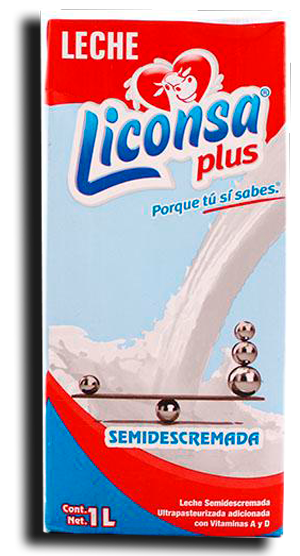 LECHE
Liconsa®
plus
Porque tú sí sabes.®
SEMIDESCREMADA
Cont.
Net. 1L
Leche Semidescremada
Ultrapasteurizada adicionada
con Vitaminas A y D